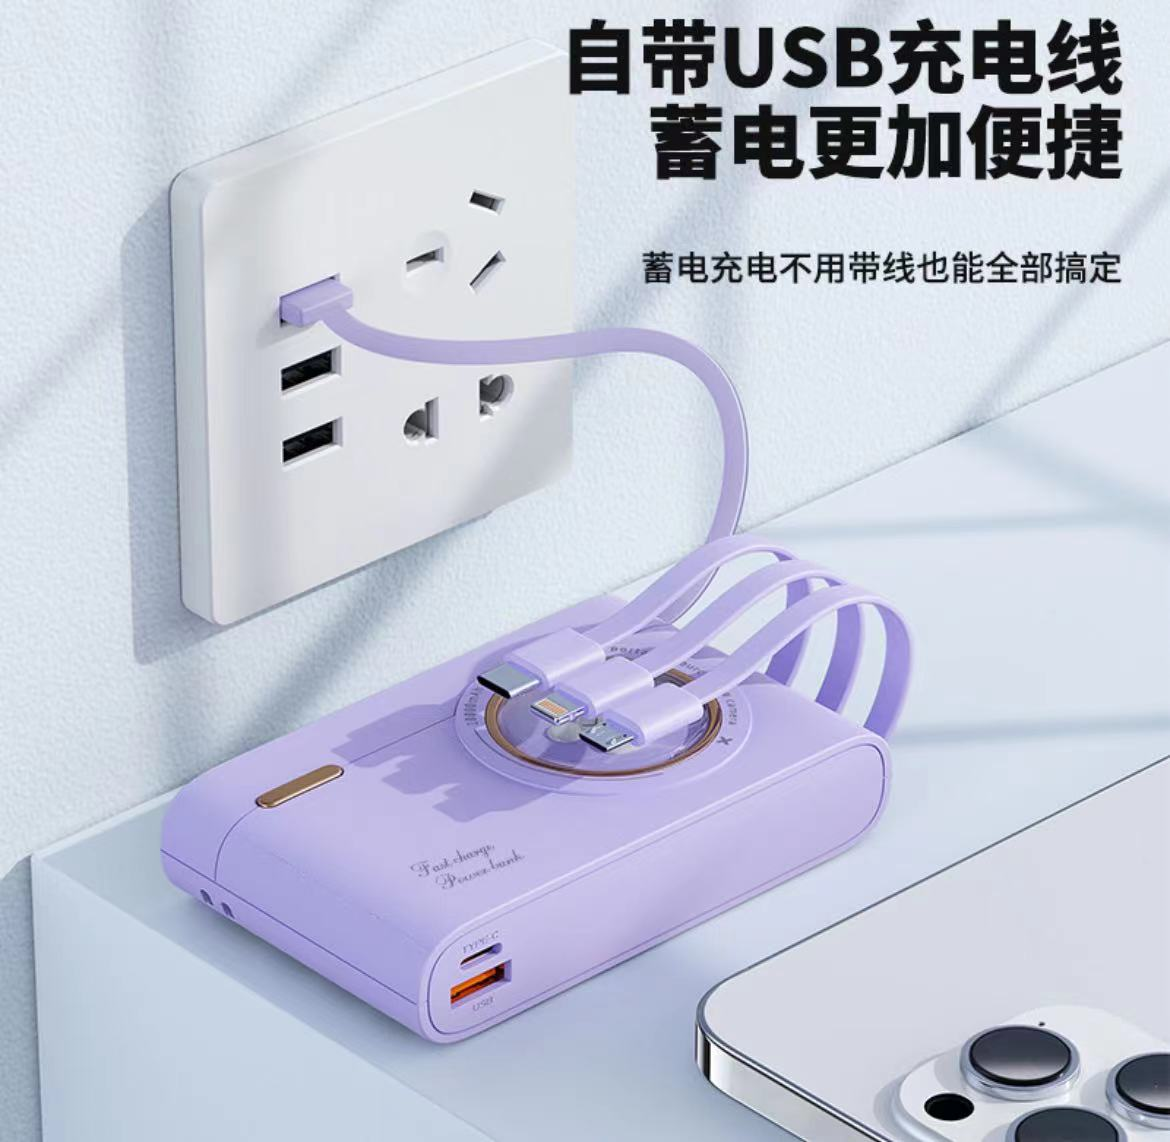 自带USB充电线
蓄电更加便捷
蓄电充电不用带线也能全部搞定
camera
Fast charge
Power bank
TYPE-C
USB